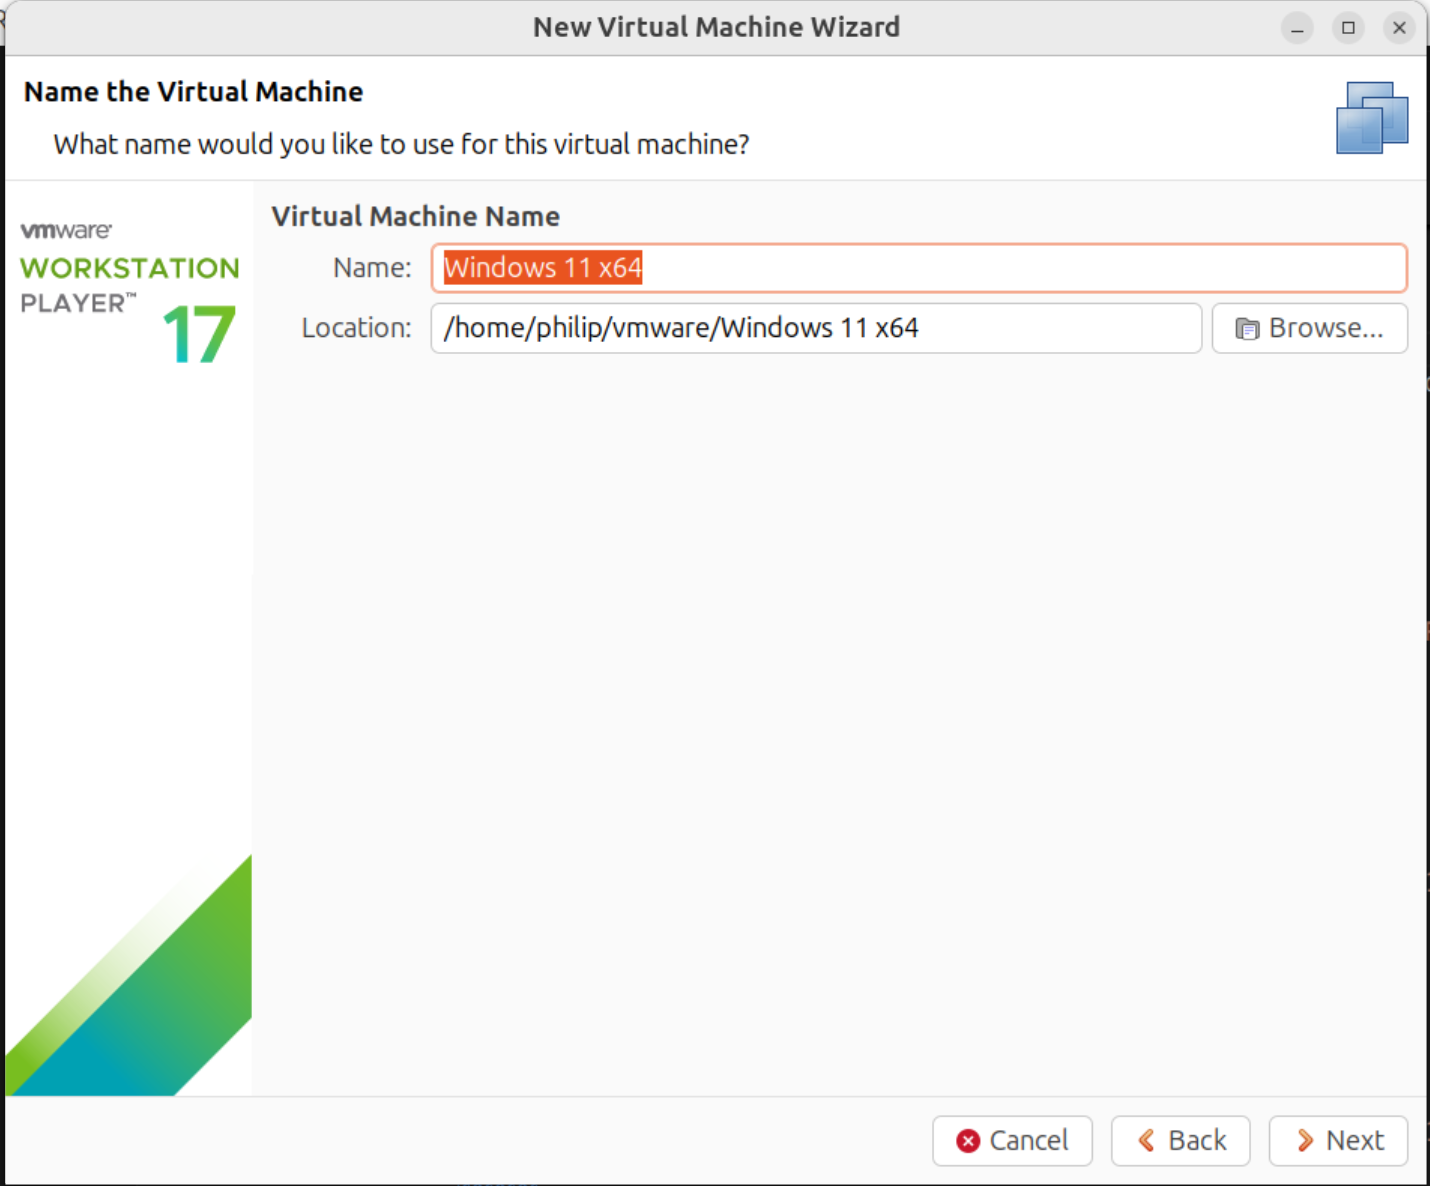 New Virtual Machine Wizard
Name the Virtual Machine
What name would you like to use for this virtual machine?
vmware
WORKSTATION
PLAYER™
17
Virtual Machine Name
Name: Windows 11 x64
Location: /home/philip/vmware/Windows 11 x64 Browse...
Cancel Back Next